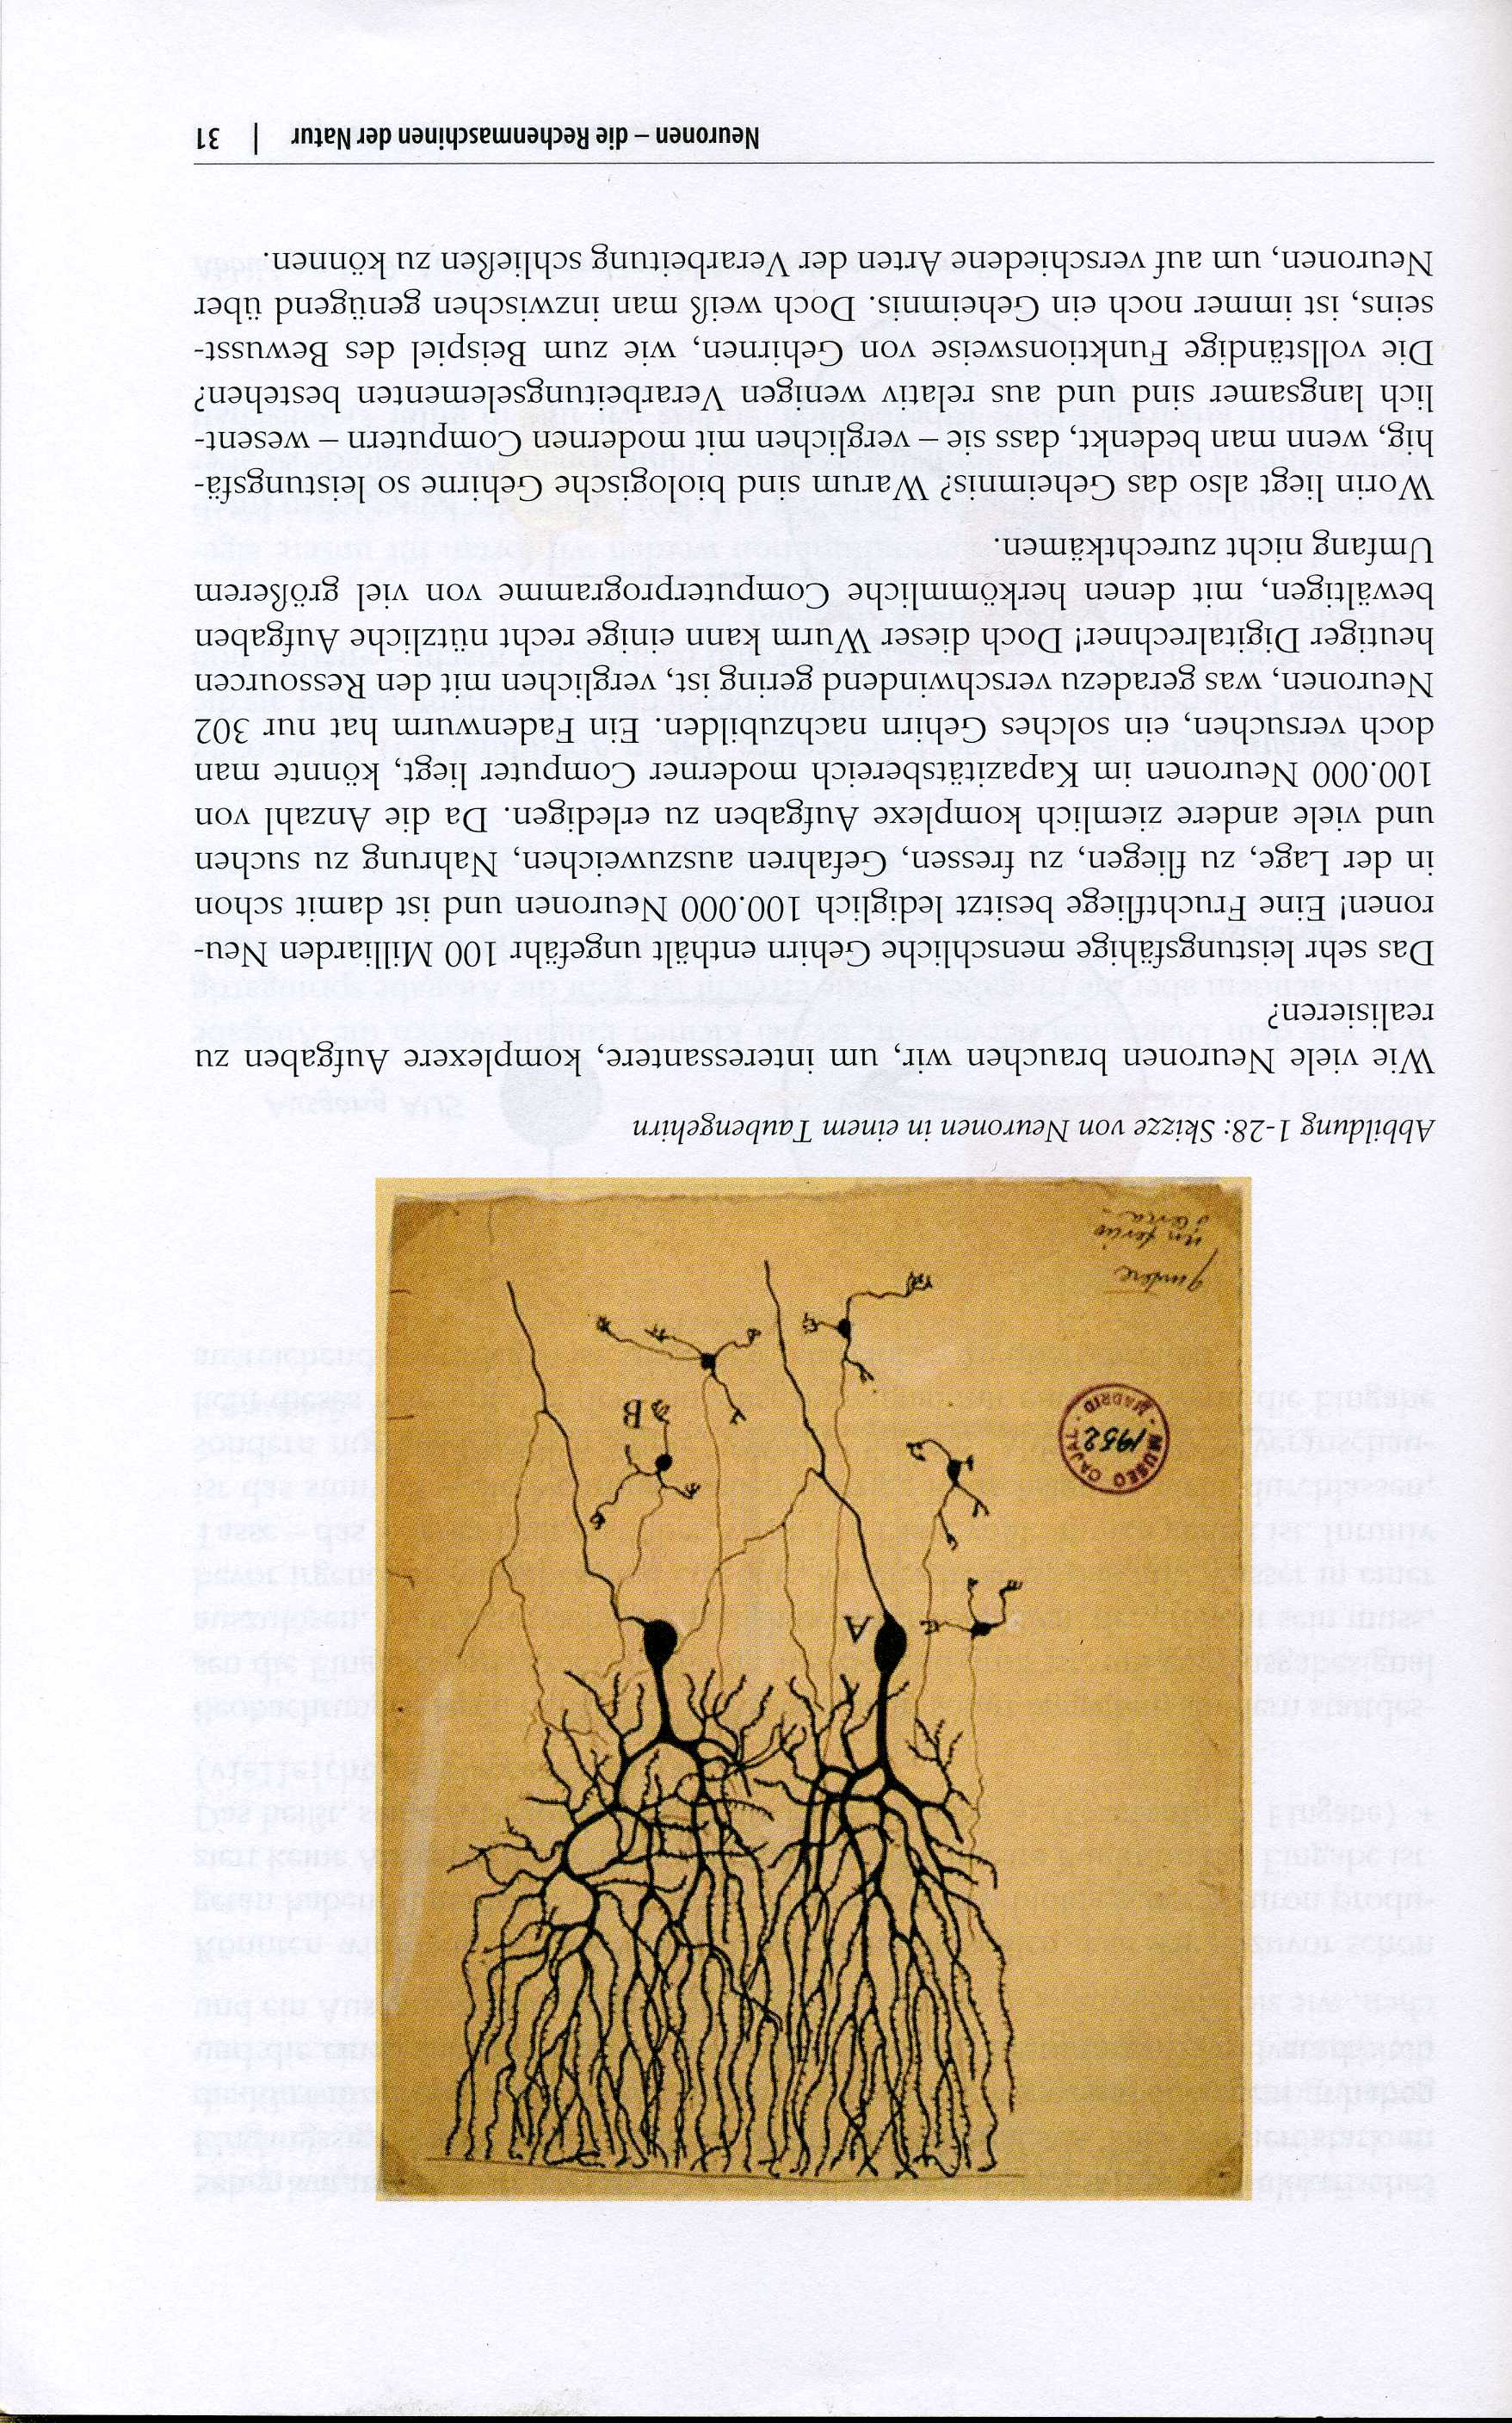 A
MUSEO CAJAL
1952
MADRID
B
un tercio
Abbildung 1-28: Skizze von Neuronen in einem Taubengehirn
Wie viele Neuronen brauchen wir, um interessantere, komplexere Aufgaben zu
realisieren?
Das sehr leistungsfähige menschliche Gehirn enthält ungefähr 100 Milliarden Neu-
ronen! Eine Fruchtfliege besitzt lediglich 100.000 Neuronen und ist damit schon
in der Lage, zu fliegen, zu fressen, Gefahren auszuweichen, Nahrung zu suchen
und viele andere ziemlich komplexe Aufgaben zu erledigen. Da die Anzahl von
100.000 Neuronen im Kapazitätsbereich moderner Computer liegt, könnte man
doch versuchen, ein solches Gehirn nachzubilden. Ein Fadenwurm hat nur 302
Neuronen, was geradezu verschwindend gering ist, verglichen mit den Ressourcen
heutiger Digitalrechner! Doch dieser Wurm kann einige recht nützliche Aufgaben
bewältigen, mit denen herkömmliche Computerprogramme von viel größerem
Umfang nicht zurechtkämen.
Worin liegt also das Geheimnis? Warum sind biologische Gehirne so leistungsfä-
hig, wenn man bedenkt, dass sie – verglichen mit modernen Computern – wesent-
lich langsamer sind und aus relativ wenigen Verarbeitungselementen bestehen?
Die vollständige Funktionsweise von Gehirnen, wie zum Beispiel des Bewusst-
seins, ist immer noch ein Geheimnis. Doch weiß man inzwischen genügend über
Neuronen, um auf verschiedene Arten der Verarbeitung schließen zu können.
Neuronen – die Rechenmaschinen der Natur | 31